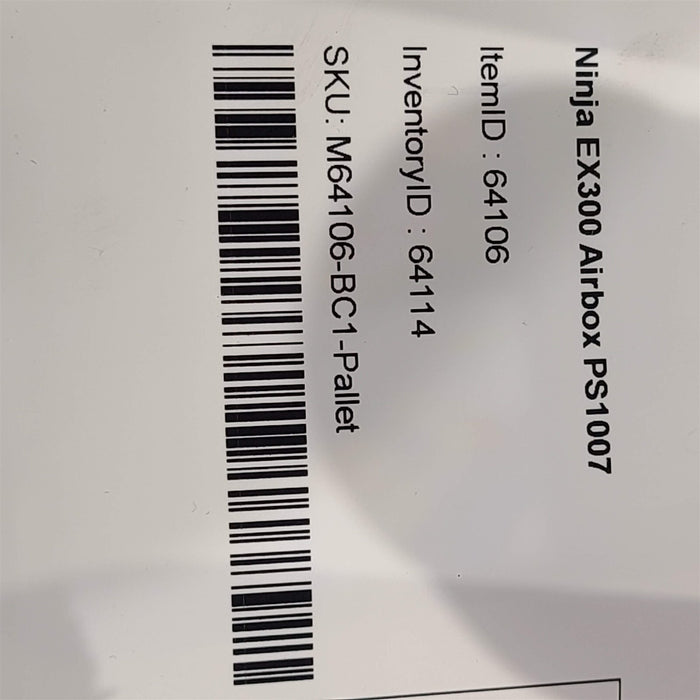 Ninja EX300 Airbox PS1007
ItemID : 64106
InventoryID : 64114
SKU: M64106-BC1-Pallet